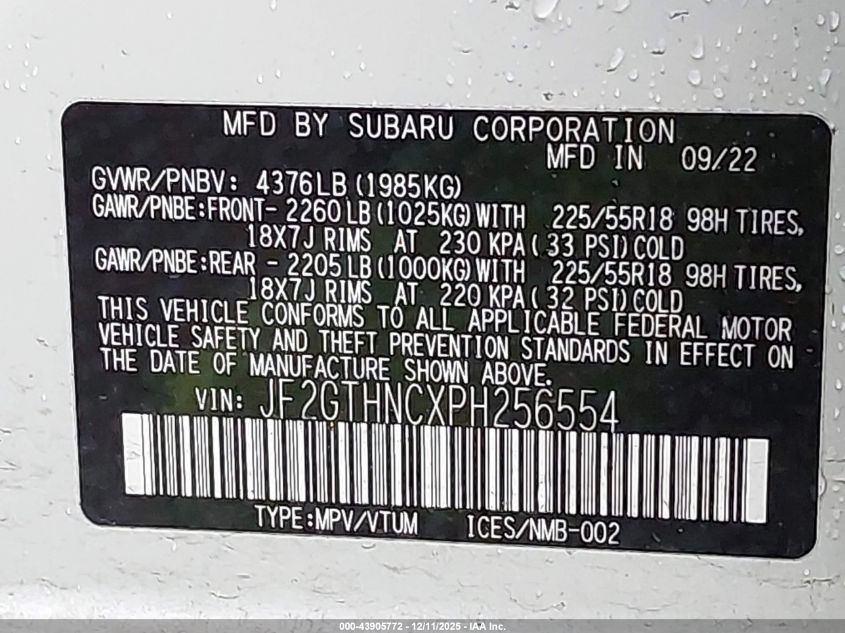 MFD BY SUBARU CORPORATION
MFD IN 09/22
GVWR/PNBV: 4376LB (1985KG)
GAWR/PNBE:FRONT- 2260 LB (1025KG) WITH 225/55R18 98H TIRES,
18X7J RIMS AT 230 KPA ( 33 PSI) COLD
GAWR/PNBE:REAR - 2205 LB (1000KG) WITH 225/55R18 98H TIRES,
18X7J RIMS AT 220 KPA ( 32 PSI) COLD
THIS VEHICLE CONFORMS TO ALL APPLICABLE FEDERAL MOTOR
VEHICLE SAFETY AND THEFT PREVENTION STANDARDS IN EFFECT ON
THE DATE OF MANUFACTURE SHOWN ABOVE.
VIN: JF2GTHNCXPH256554
TYPE:MPV/VTUM ICES/NMB-002
000-43905772 - 12/11/2025 - IAA Inc.